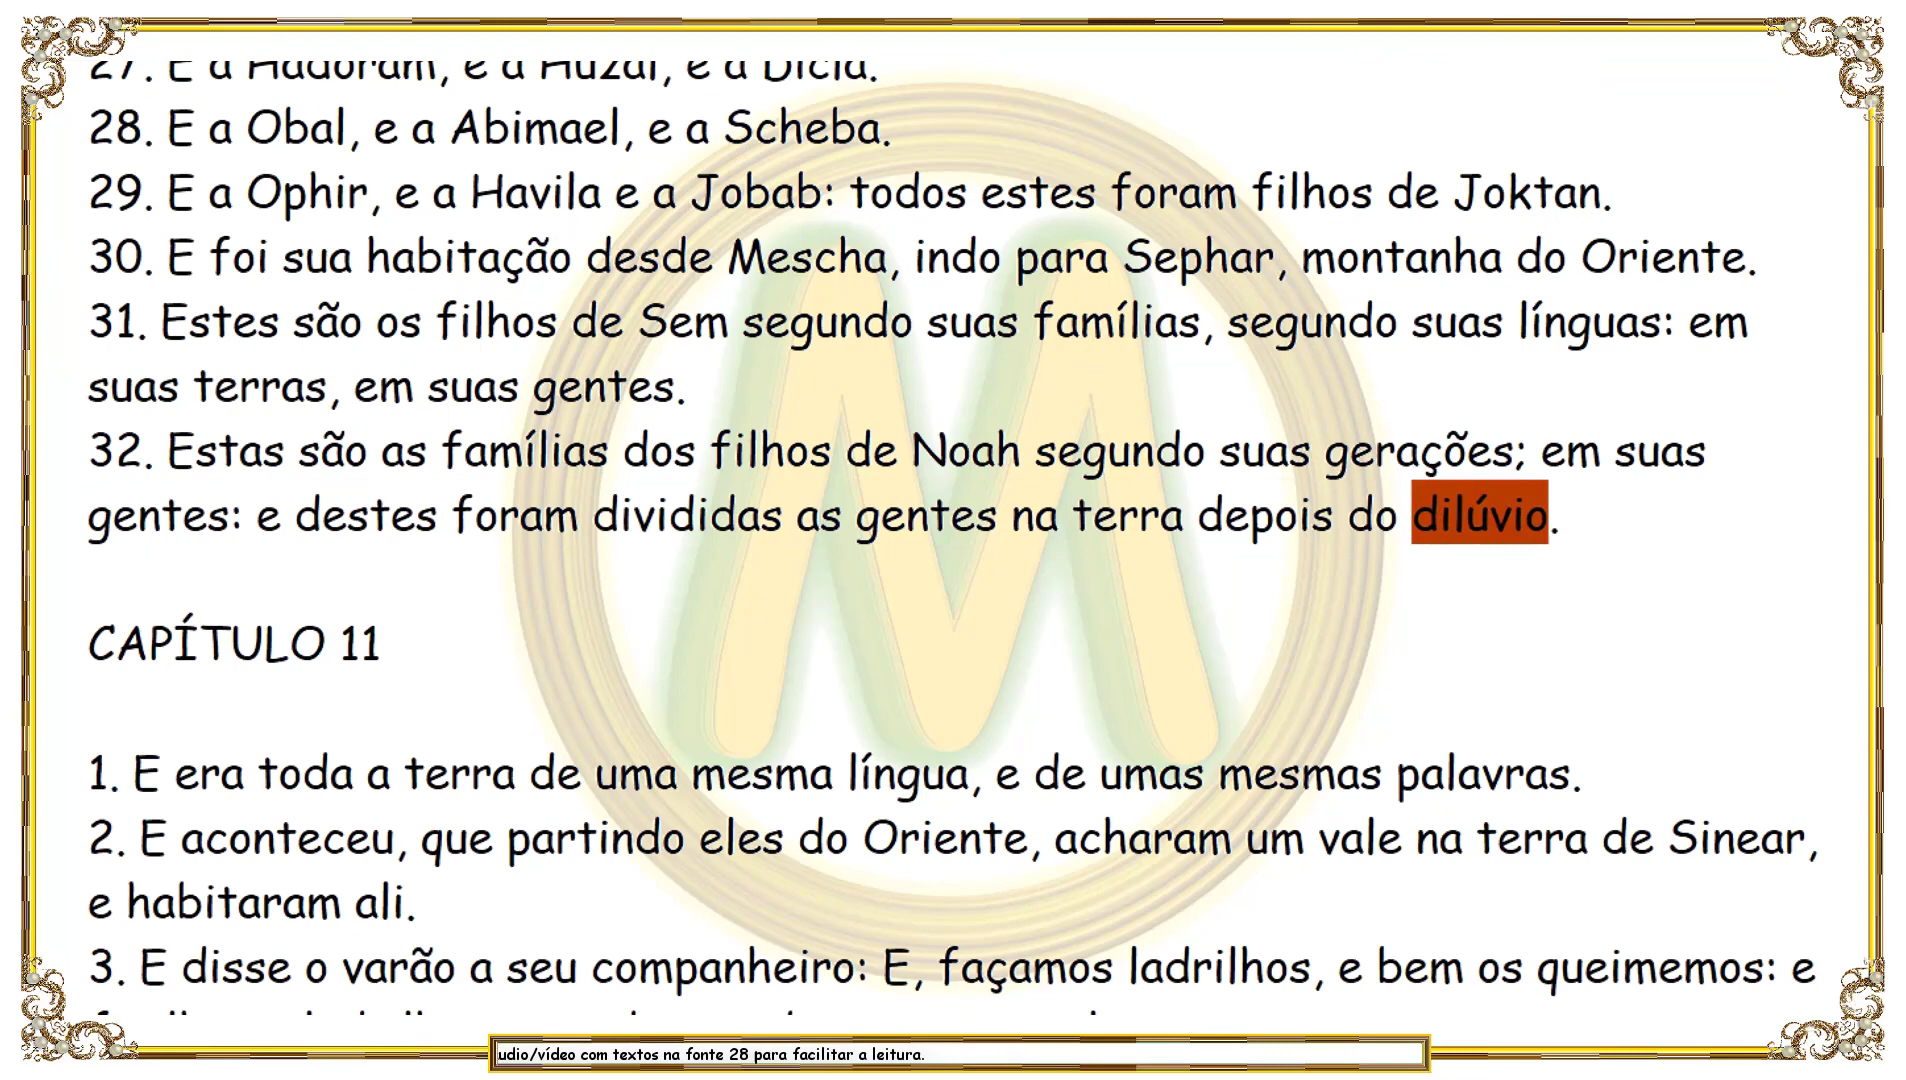 27. E a Hadoram, e a Huzal, e a Dicla.
28. E a Obal, e a Abimael, e a Scheba.
29. E a Ophir, e a Havila e a Jobab: todos estes foram filhos de Joktan.
30. E foi sua habitação desde Mescha, indo para Sephar, montanha do Oriente.
31. Estes são os filhos de Sem segundo suas famílias, segundo suas línguas: em
suas terras, em suas gentes.
32. Estas são as famílias dos filhos de Noah segundo suas gerações; em suas
gentes: e destes foram divididas as gentes na terra depois do dilúvio.
CAPÍTULO 11
1. E era toda a terra de uma mesma língua, e de umas mesmas palavras.
2. E aconteceu, que partindo eles do Oriente, acharam um vale na terra de Sinear,
e habitaram ali.
3. E disse o varão a seu companheiro: E, façamos ladrilhos, e bem os queimemos: e
udio/vídeo com textos na fonte 28 para facilitar a leitura.
M